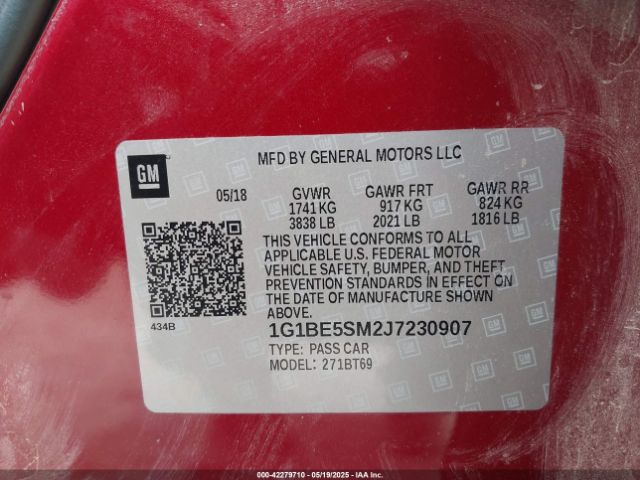 GM
MFD BY GENERAL MOTORS LLC
05/18 GVWR GAWR FRT GAWR RR
1741 KG 917 KG 824 KG
3838 LB 2021 LB 1816 LB
THIS VEHICLE CONFORMS TO ALL
APPLICABLE U.S. FEDERAL MOTOR
VEHICLE SAFETY, BUMPER, AND THEFT
PREVENTION STANDARDS IN EFFECT ON
THE DATE OF MANUFACTURE SHOWN
ABOVE.
434B
1G1BE5SM2J7230907
TYPE: PASS CAR
MODEL: 271BT69
000-42279710 - 05/19/2025 - IAA Inc.